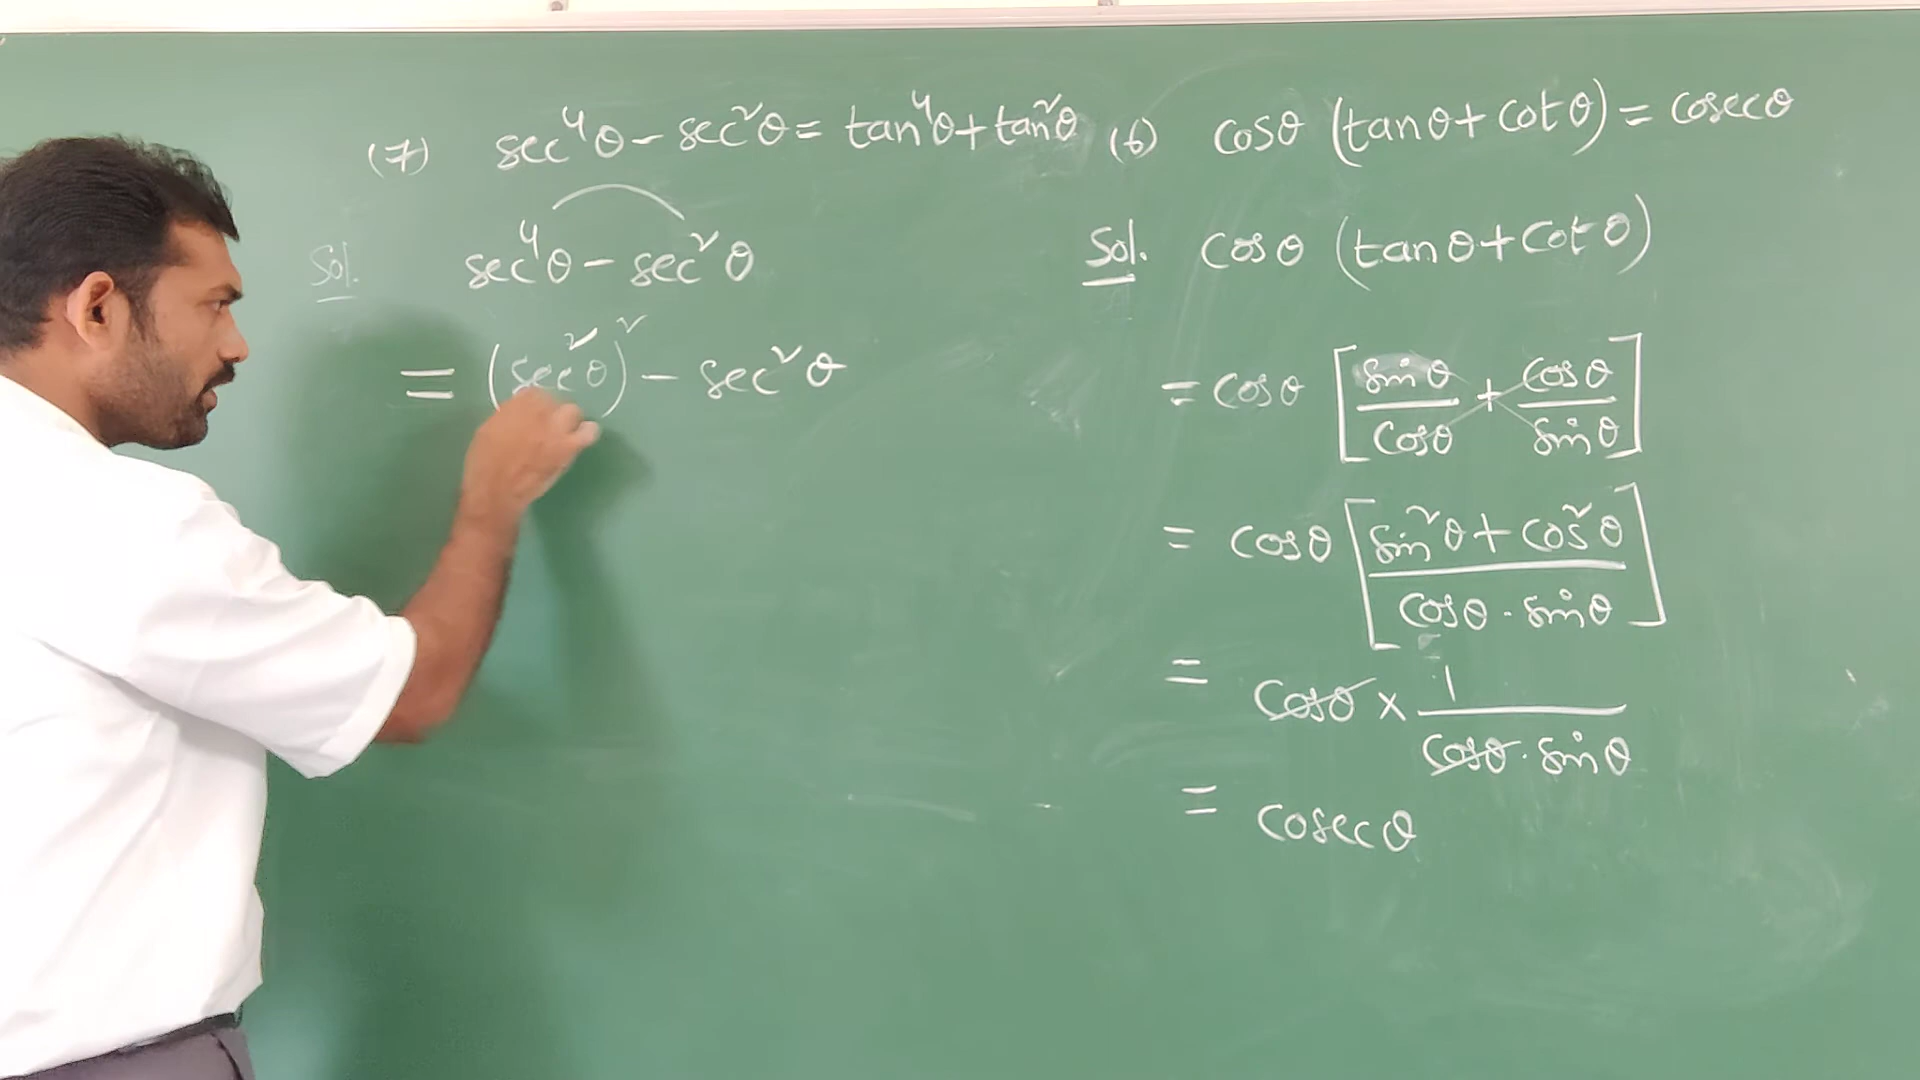 (7) sec⁴θ - sec²θ = tan⁴θ + tan²θ
Sol. sec⁴θ - sec²θ
= (sec²θ)² - sec²θ
(6) cosθ (tanθ + cotθ) = cosecθ
Sol. cosθ (tanθ + cotθ)
= cosθ [sinθ/cosθ + cosθ/sinθ]
= cosθ [sin²θ + cos²θ / cosθ · sinθ]
= cosθ × 1/cosθ · sinθ
= cosecθ